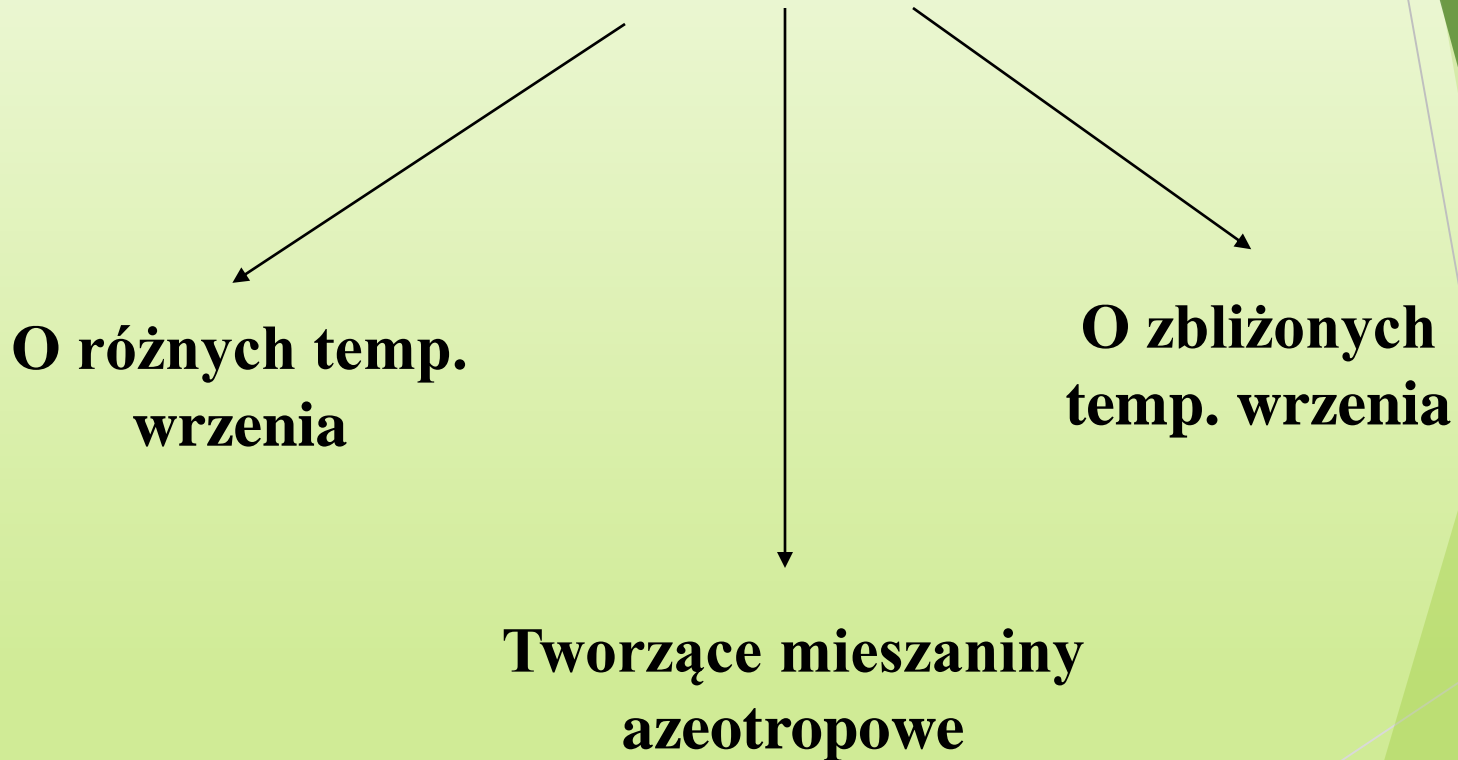 O różnych temp.
wrzenia
O zbliżonych
temp. wrzenia
Tworzące mieszaniny
azeotropowe